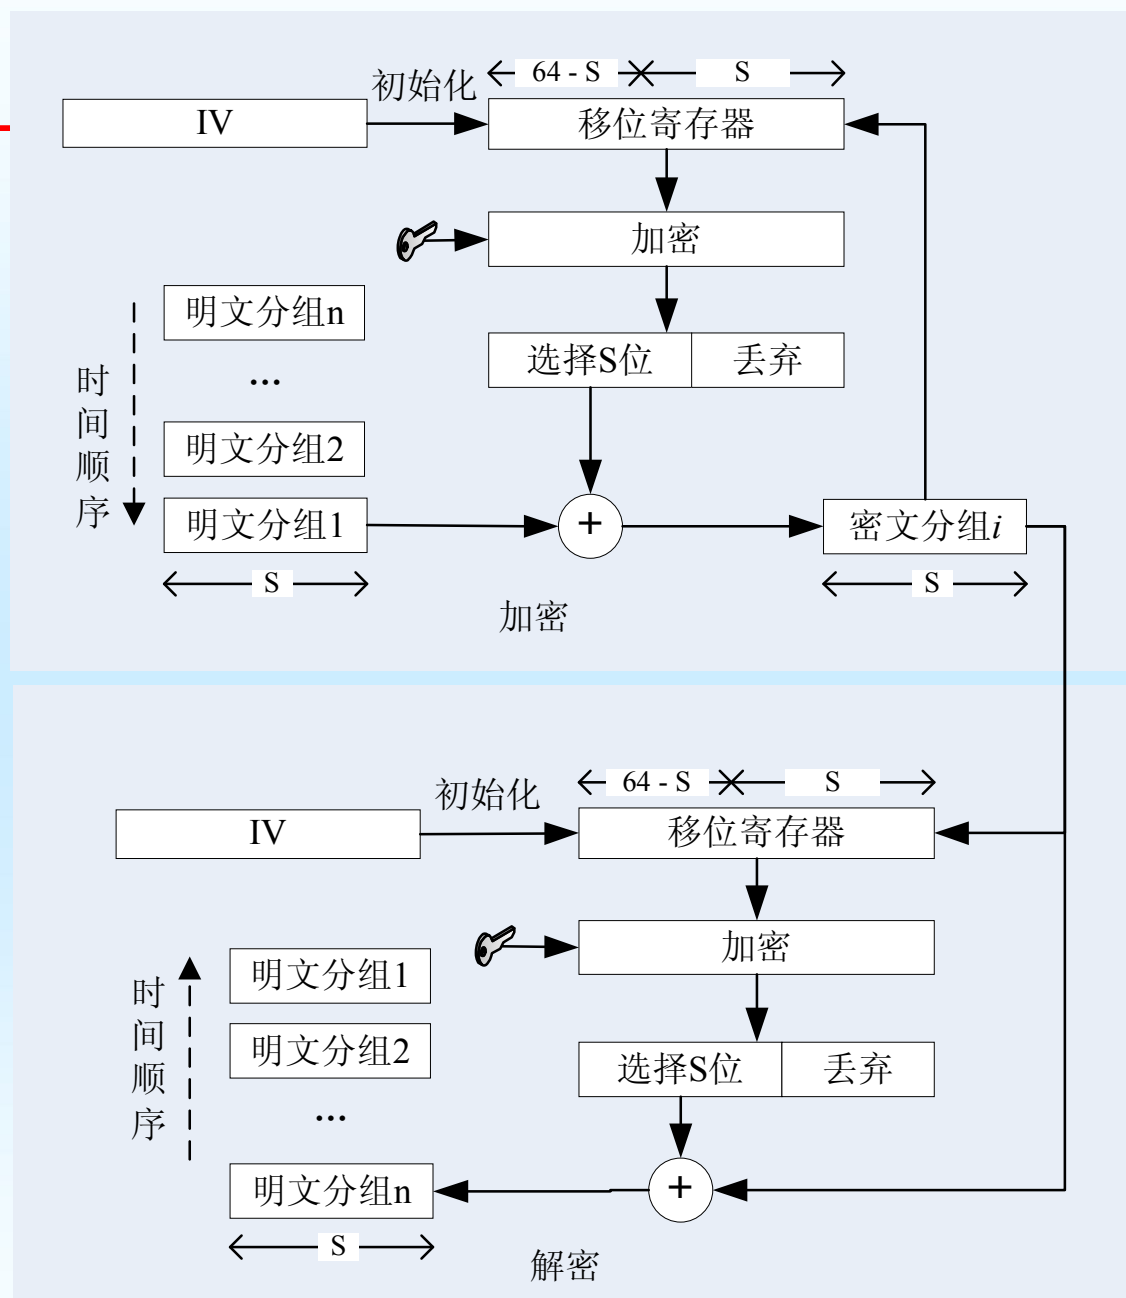 64 - S
S
初始化
IV
移位寄存器
加密
明文分组n
选择S位
丢弃
...
时间顺序
明文分组2
明文分组1
+
密文分组i
S
S
加密
64 - S
S
初始化
IV
移位寄存器
加密
明文分组1
时间顺序
明文分组2
选择S位
丢弃
...
明文分组n
+
S
解密